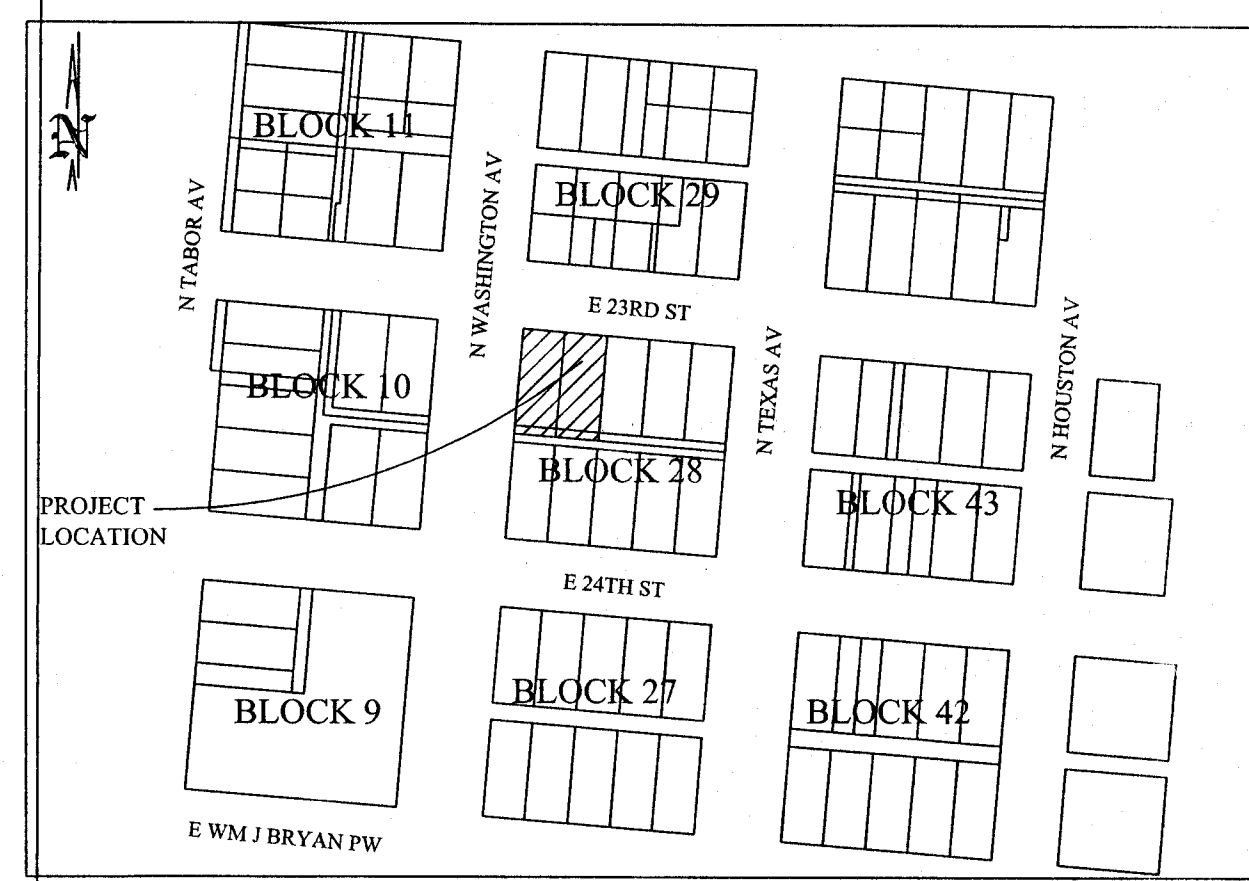 N
BLOCK 11
N TABOR AV
N WASHINGTON AV
BLOCK 29
E 23RD ST
N TEXAS AV
N HOUSTON AV
BLOCK 10
BLOCK 28
BLOCK 43
PROJECT
LOCATION
E 24TH ST
BLOCK 9
BLOCK 27
BLOCK 42
E WM J BRYAN PW